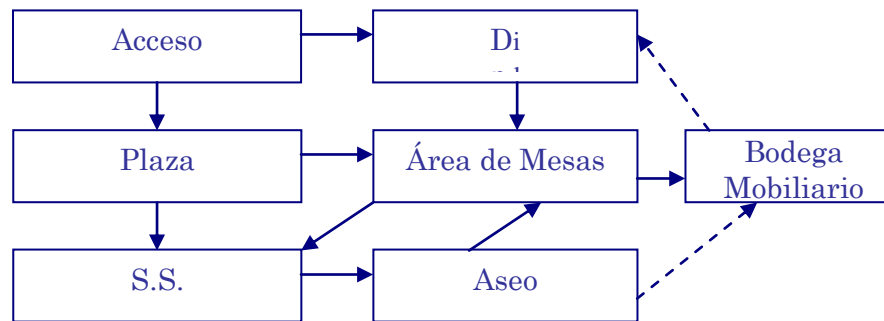 Acceso
Di
Plaza
Área de Mesas
Bodega
Mobiliario
S.S.
Aseo